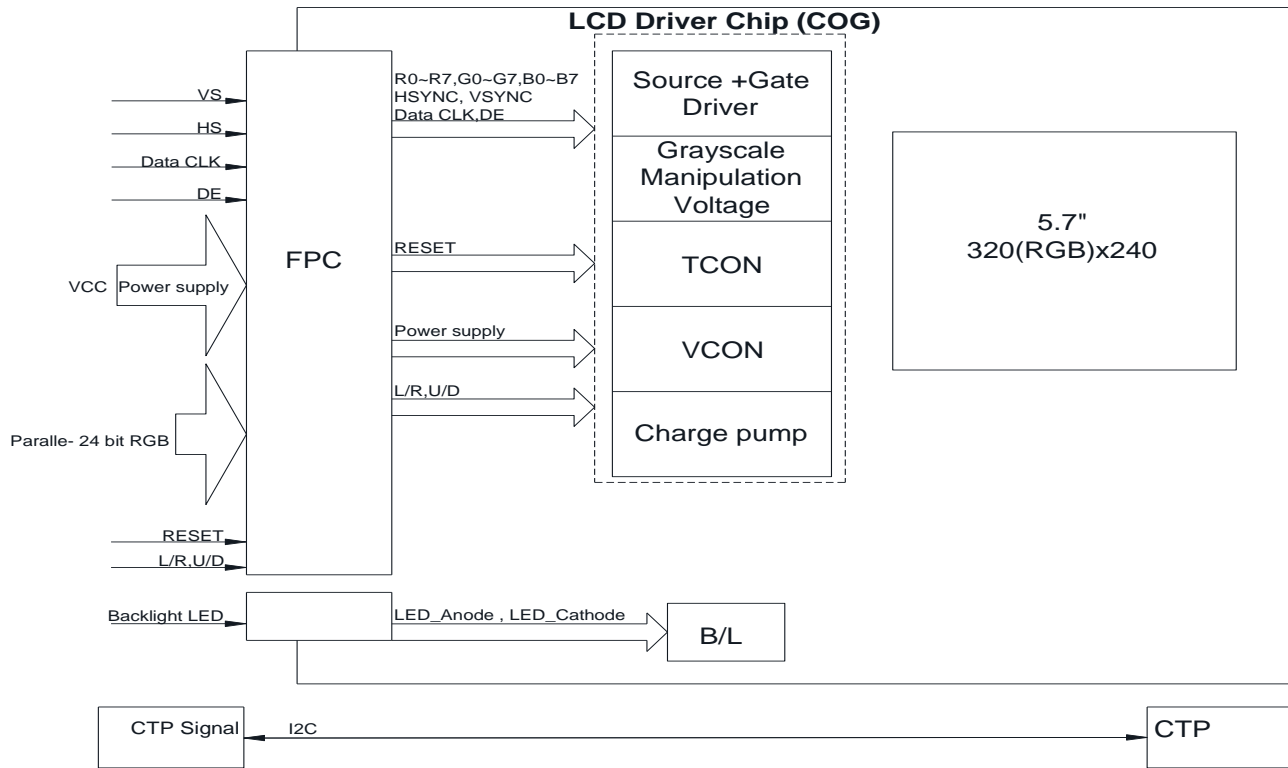 LCD Driver Chip (COG)
VS
HS
Data CLK
DE
VCC Power supply
Paralle- 24 bit RGB
RESET
L/R,U/D
Backlight LED
FPC
R0~R7,G0~G7,B0~B7
HSYNC, VSYNC
Data CLK,DE
RESET
Power supply
L/R,U/D
LED_Anode , LED_Cathode
Source +Gate
Driver
Grayscale
Manipulation
Voltage
TCON
VCON
Charge pump
B/L
5.7"
320(RGB)x240
CTP Signal
I2C
CTP